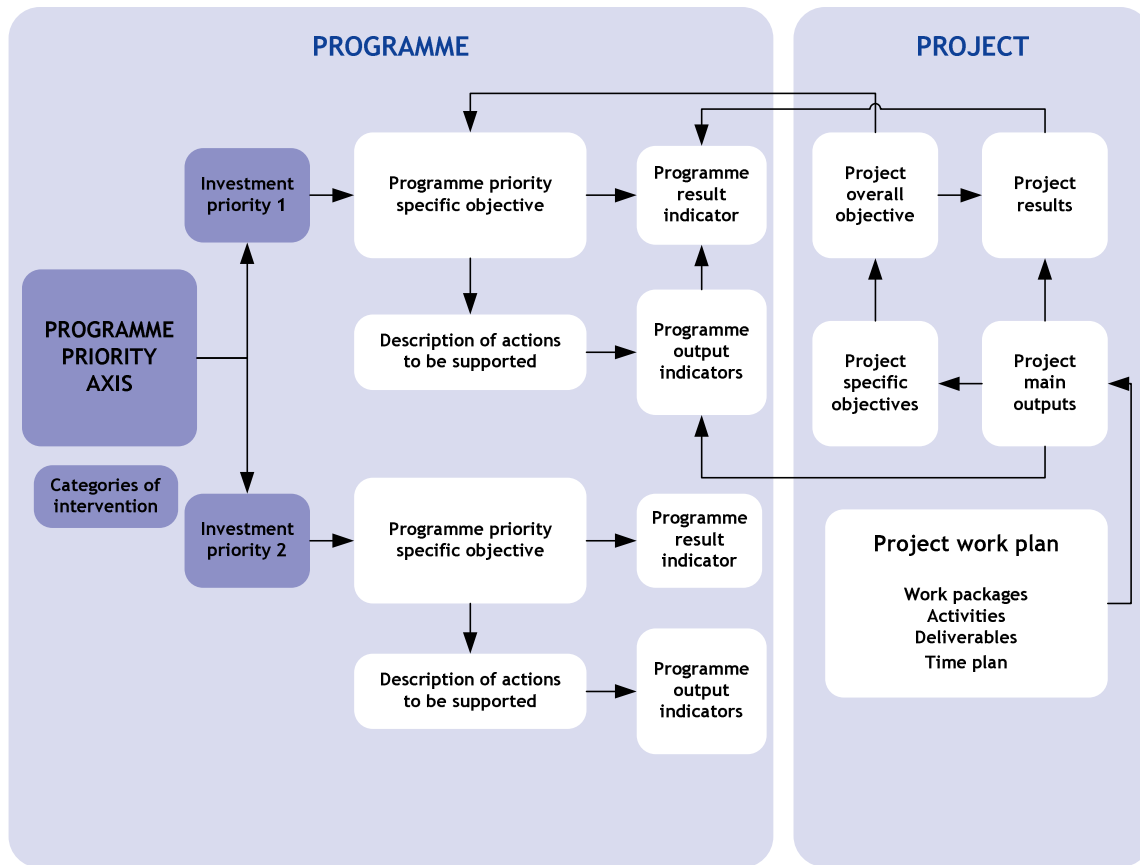 PROGRAMME
PROJECT
Investment
priority 1
Programme priority
specific objective
Programme
result
indicator
Project
overall
objective
Project
results
PROGRAMME
PRIORITY
AXIS
Description of actions
to be supported
Programme
output
indicators
Project
specific
objectives
Project
main
outputs
Categories of
intervention
Investment
priority 2
Programme priority
specific objective
Programme
result
indicator
Project work plan
Work packages
Activities
Deliverables
Time plan
Description of actions
to be supported
Programme
output
indicators